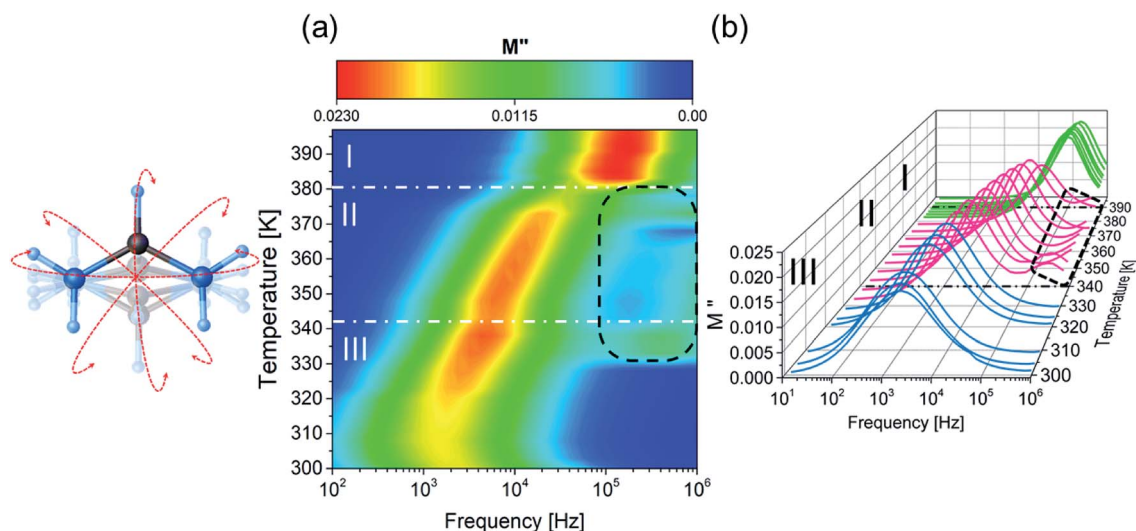 (a)
M"
0.0230 0.0115 0.00
I
II
III
Temperature [K]
390
380
370
360
350
340
330
320
310
300
10² 10³ 10⁴ 10⁵ 10⁶
Frequency [Hz]
(b)
I
II
III
M"
0.025
0.020
0.015
0.010
0.005
0.000
10¹ 10² 10³ 10⁴ 10⁵ 10⁶
Frequency [Hz]
390
380
370
360
350
340
330
320
310
300
Temperature [K]